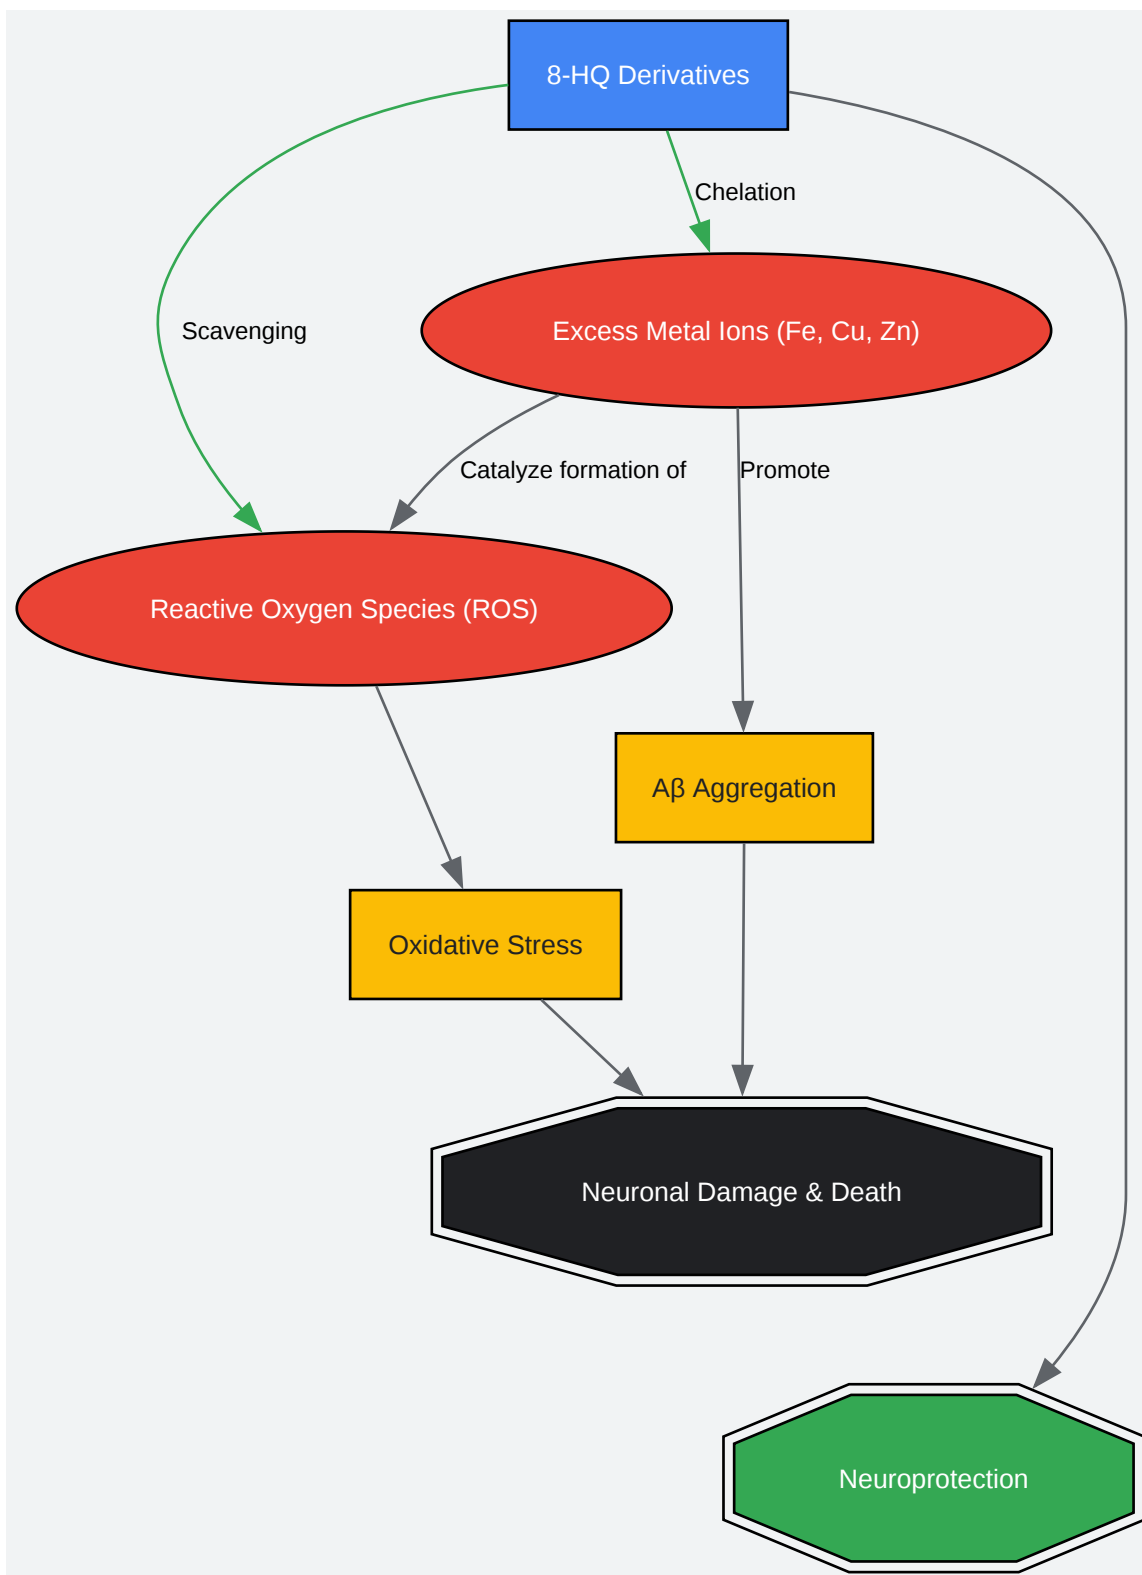 8-HQ Derivatives
Chelation
Scavenging
Excess Metal Ions (Fe, Cu, Zn)
Catalyze formation of
Promote
Reactive Oxygen Species (ROS)
Aβ Aggregation
Oxidative Stress
Neuronal Damage & Death
Neuroprotection